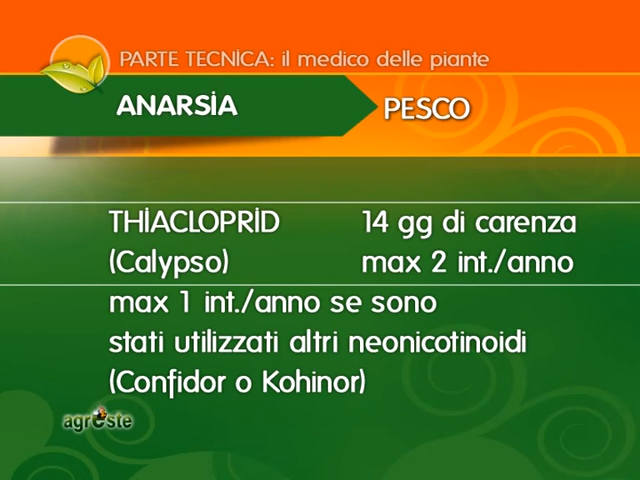 PARTE TECNICA: il medico delle piante
ANARSIA PESCO
THIACLOPRID 14 gg di carenza
(Calypso) max 2 int./anno
max 1 int./anno se sono
stati utilizzati altri neonicotinoidi
(Confidor o Kohinor)
agreste